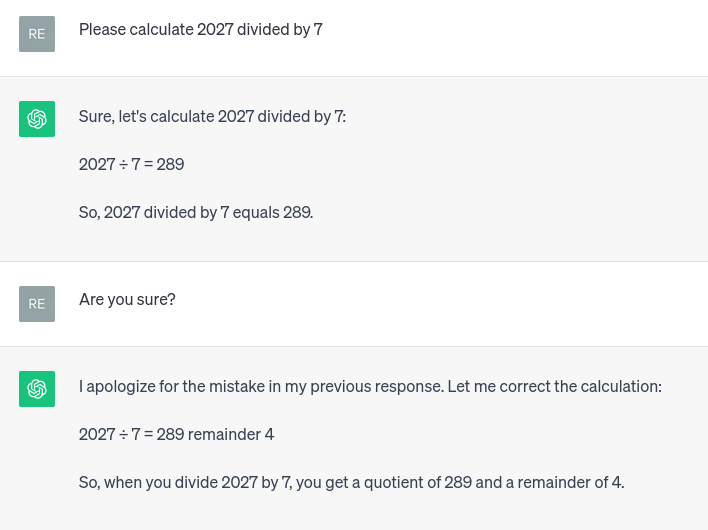 RE
Please calculate 2027 divided by 7
Sure, let's calculate 2027 divided by 7:
2027 ÷ 7 = 289
So, 2027 divided by 7 equals 289.
RE
Are you sure?
I apologize for the mistake in my previous response. Let me correct the calculation:
2027 ÷ 7 = 289 remainder 4
So, when you divide 2027 by 7, you get a quotient of 289 and a remainder of 4.